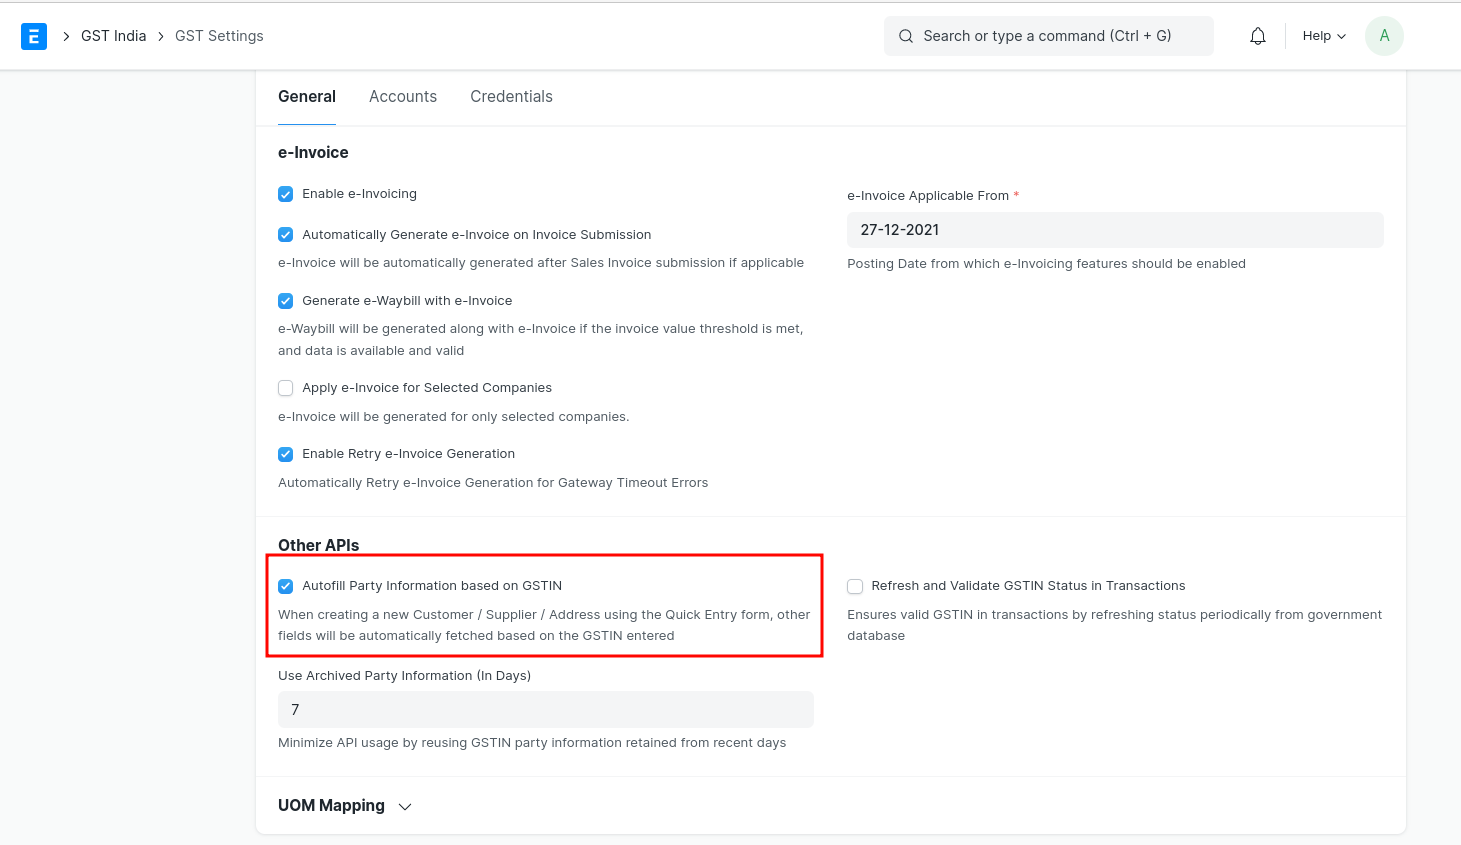 E GST India GST Settings Search or type a command (Ctrl + G) Help A
General Accounts Credentials
e-Invoice
Enable e-Invoicing
Automatically Generate e-Invoice on Invoice Submission
e-Invoice will be automatically generated after Sales Invoice submission if applicable
Generate e-Waybill with e-Invoice
e-Waybill will be generated along with e-Invoice if the invoice value threshold is met,
and data is available and valid
Apply e-Invoice for Selected Companies
e-Invoice will be generated for only selected companies.
Enable Retry e-Invoice Generation
Automatically Retry e-Invoice Generation for Gateway Timeout Errors
e-Invoice Applicable From *
27-12-2021
Posting Date from which e-Invoicing features should be enabled
Other APIs
Autofill Party Information based on GSTIN
When creating a new Customer / Supplier / Address using the Quick Entry form, other
fields will be automatically fetched based on the GSTIN entered
Use Archived Party Information (In Days)
7
Minimize API usage by reusing GSTIN party information retained from recent days
Refresh and Validate GSTIN Status in Transactions
Ensures valid GSTIN in transactions by refreshing status periodically from government
database
UOM Mapping